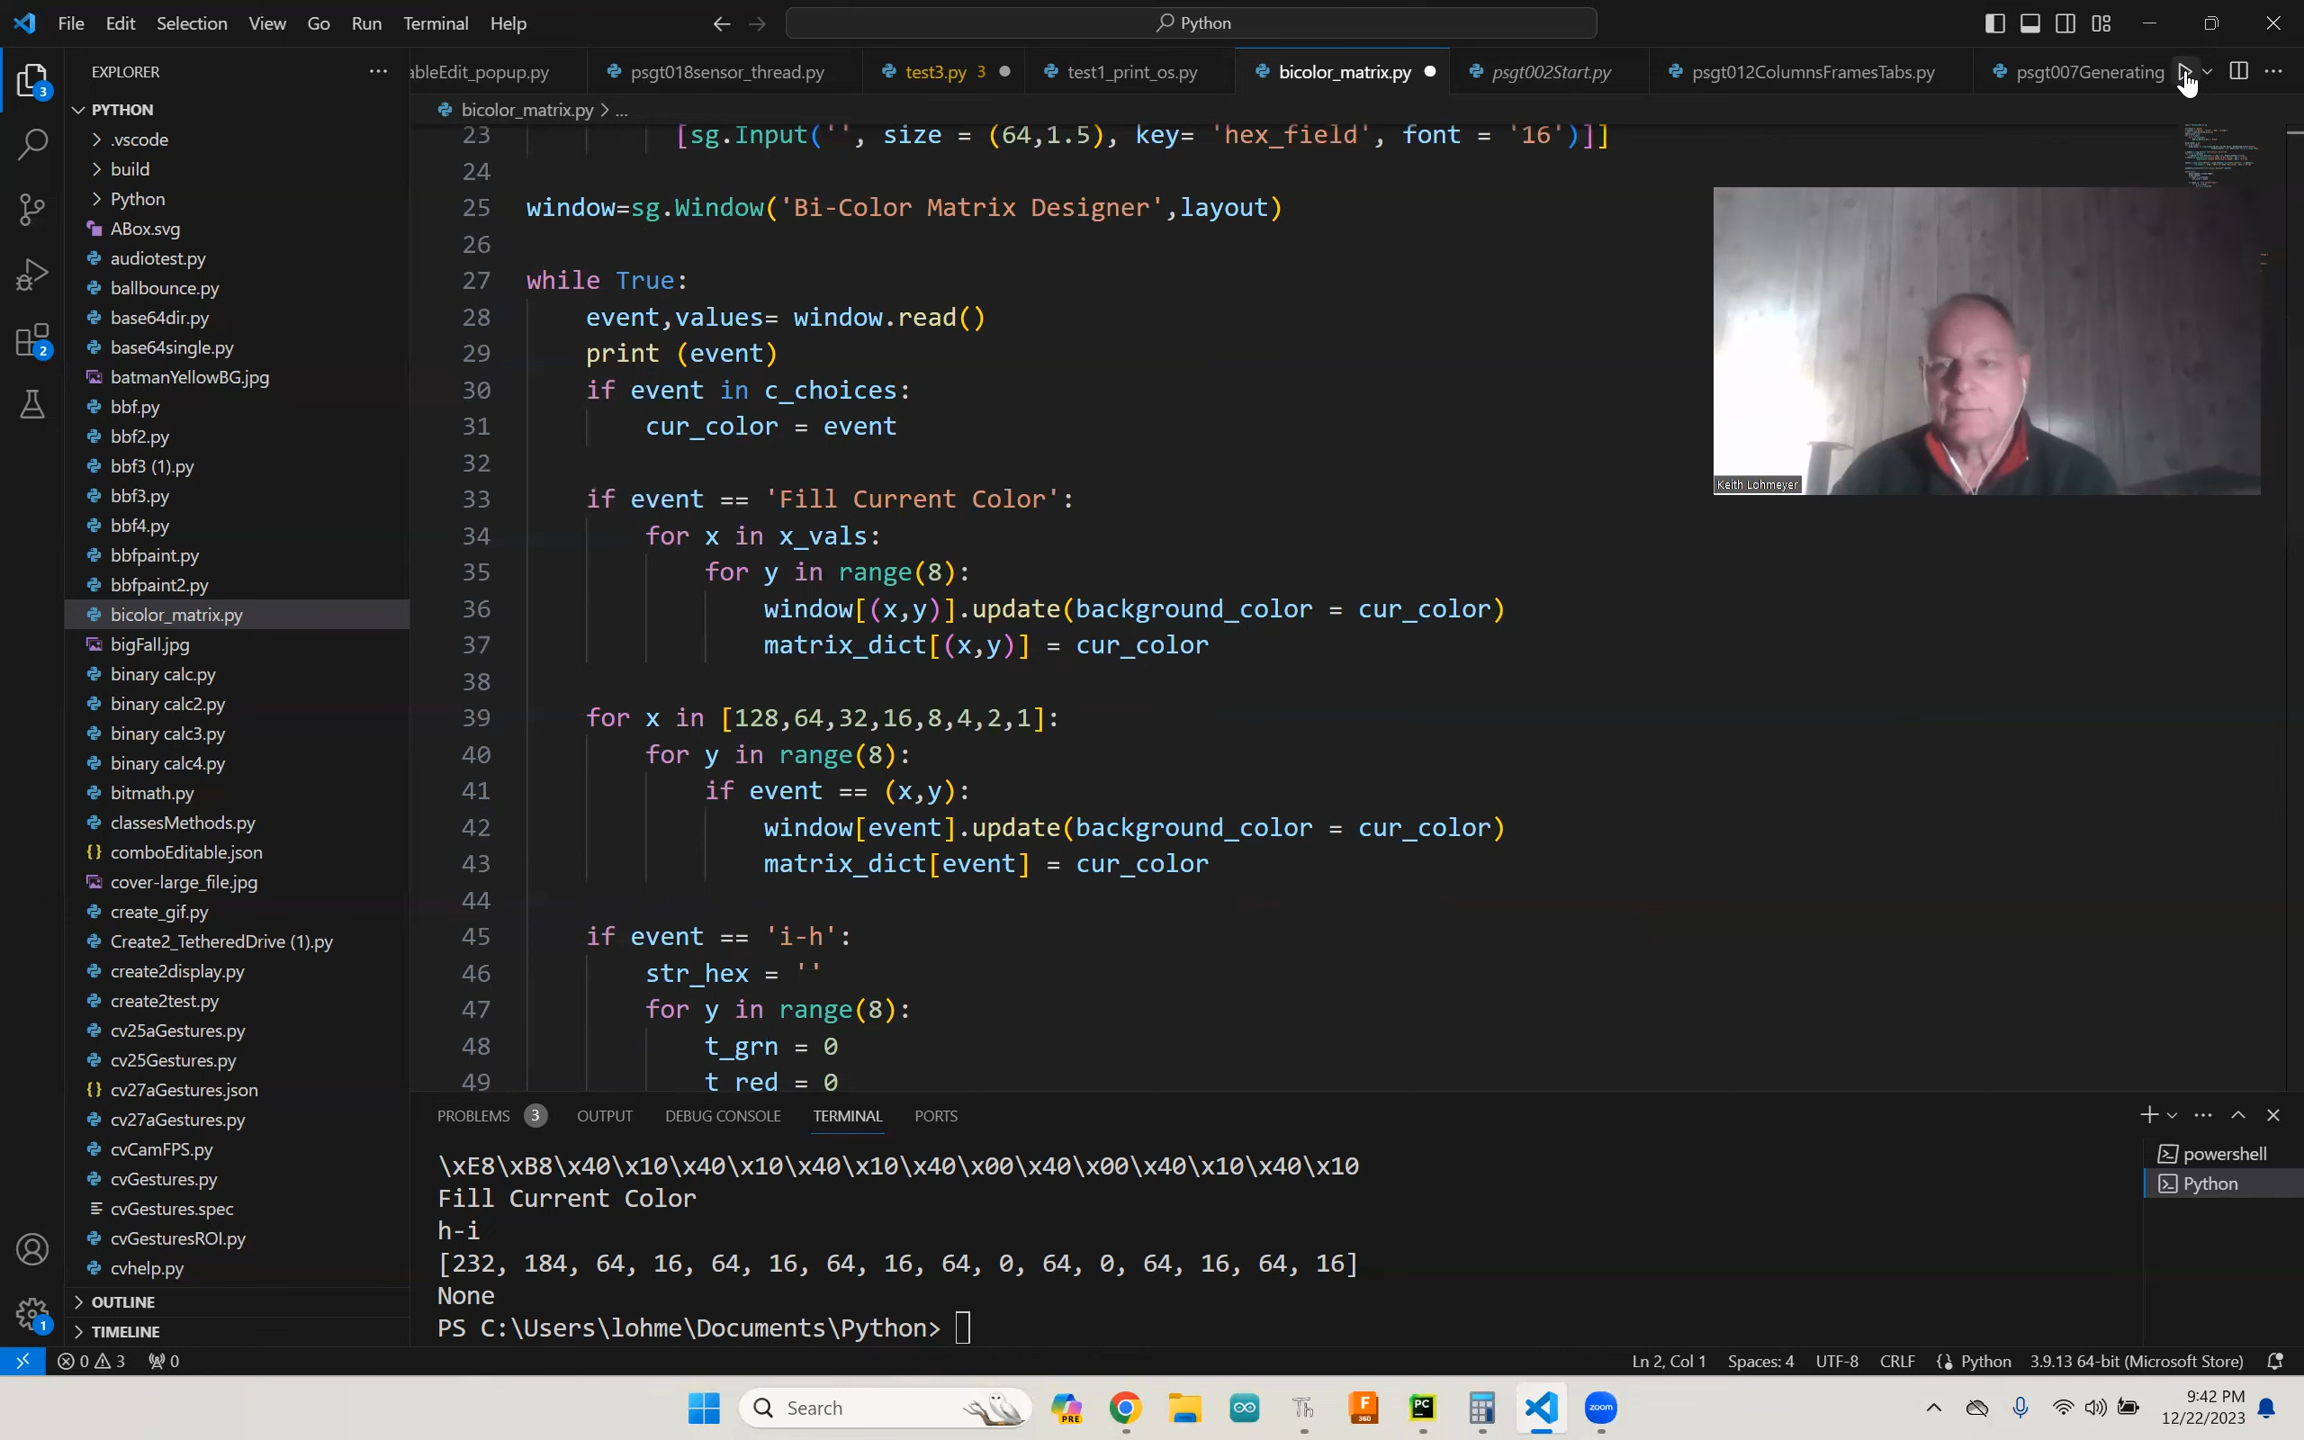 File Edit Selection View Go Run Terminal Help
Python
EXPLORER
ableEdit_popup.py psgt018sensor_thread.py test3.py 3 test1_print_os.py bicolor_matrix.py psgt002Start.py psgt012ColumnsFramesTabs.py psgt007Generating
bicolor_matrix.py > ...
PYTHON
.vscode
build
Python
ABox.svg
audiotest.py
ballbounce.py
base64dir.py
base64single.py
batmanYellowBG.jpg
bbf.py
bbf2.py
bbf3 (1).py
bbf3.py
bbf4.py
bbfpaint.py
bbfpaint2.py
bicolor_matrix.py
bigFall.jpg
binary calc.py
binary calc2.py
binary calc3.py
binary calc4.py
bitmath.py
classesMethods.py
comboEditable.json
cover-large_file.jpg
create_gif.py
Create2_TetheredDrive (1).py
create2display.py
create2test.py
cv25aGestures.py
cv25Gestures.py
cv27aGestures.json
cv27aGestures.py
cvCamFPS.py
cvGestures.py
cvGestures.spec
cvGesturesROI.py
cvhelp.py
OUTLINE
TIMELINE
3
2
1
23 [sg.Input('', size = (64,1.5), key= 'hex_field', font = '16')]]
24
25 window=sg.Window('Bi-Color Matrix Designer',layout)
26
27 while True:
28 event,values= window.read()
29 print (event)
30 if event in c_choices:
31 cur_color = event
32
33 if event == 'Fill Current Color':
34 for x in x_vals:
35 for y in range(8):
36 window[(x,y)].update(background_color = cur_color)
37 matrix_dict[(x,y)] = cur_color
38
39 for x in [128,64,32,16,8,4,2,1]:
40 for y in range(8):
41 if event == (x,y):
42 window[event].update(background_color = cur_color)
43 matrix_dict[event] = cur_color
44
45 if event == 'i-h':
46 str_hex = ''
47 for y in range(8):
48 t_grn = 0
49 t_red = 0
Keith Lohmeyer
PROBLEMS 3 OUTPUT DEBUG CONSOLE TERMINAL PORTS
\xE8\xB8\x40\x10\x40\x10\x40\x10\x40\x00\x40\x00\x40\x10\x40\x10
Fill Current Color
h-i
[232, 184, 64, 16, 64, 16, 64, 16, 64, 0, 64, 0, 64, 16, 64, 16]
None
PS C:\Users\lohme\Documents\Python>
powershell
Python
0 3 0 Ln 2, Col 1 Spaces: 4 UTF-8 CRLF Python 3.9.13 64-bit (Microsoft Store)
Search
PRE
Th
F
360
PC
zoom
9:42 PM
12/22/2023